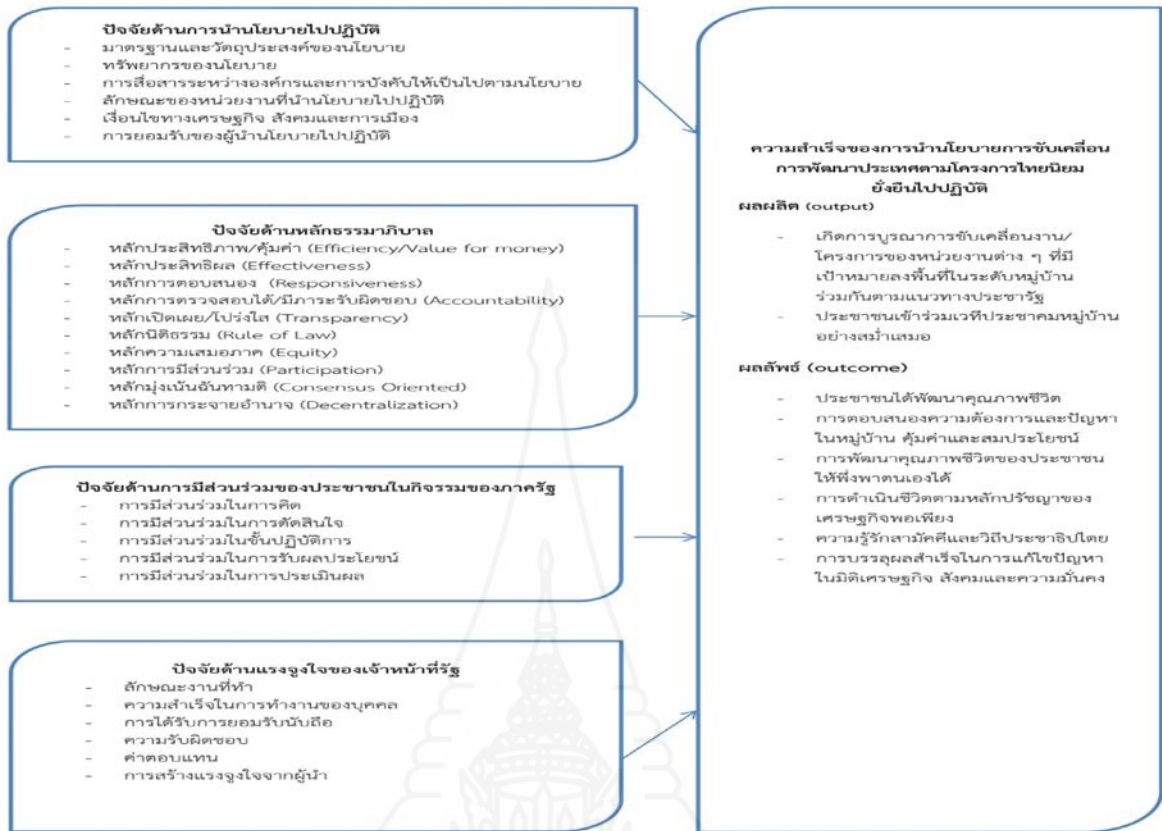 ปัจจัยด้านการนำนโยบายไปปฏิบัติ
- มาตรฐานและวัตถุประสงค์ของนโยบาย
- ทรัพยากรของนโยบาย
- การสื่อสารระหว่างองค์กรและการบังคับให้เป็นไปตามนโยบาย
- ลักษณะของหน่วยงานที่นำนโยบายไปปฏิบัติ
- เงื่อนไขทางเศรษฐกิจ สังคมและการเมือง
- การยอมรับของผู้นำนโยบายไปปฏิบัติ
ปัจจัยด้านหลักธรรมาภิบาล
- หลักประสิทธิภาพ/คุ้มค่า (Efficiency/Value for money)
- หลักประสิทธิผล (Effectiveness)
- หลักการตอบสนอง (Responsiveness)
- หลักการตรวจสอบได้/มีภาระรับผิดชอบ (Accountability)
- หลักเปิดเผย/โปร่งใส (Transparency)
- หลักนิติธรรม (Rule of Law)
- หลักความเสมอภาค (Equity)
- หลักการมีส่วนร่วม (Participation)
- หลักมุ่งเน้นฉันทามติ (Consensus Oriented)
- หลักการกระจายอำนาจ (Decentralization)
ปัจจัยด้านการมีส่วนร่วมของประชาชนในกิจรรมของภาครัฐ
- การมีส่วนร่วมในการคิด
- การมีส่วนร่วมในการตัดสินใจ
- การมีส่วนร่วมในขั้นปฏิบัติการ
- การมีส่วนร่วมในการรับผลประโยชน์
- การมีส่วนร่วมในการประเมินผล
ปัจจัยด้านแรงจูงใจของเจ้าหน้าที่รัฐ
- ลักษณะงานที่ทำ
- ความสำเร็จในการทำงานของบุคคล
- การได้รับการยอมรับนับถือ
- ความรับผิดชอบ
- ค่าตอบแทน
- การสร้างแรงจูงใจจากผู้นำ
ความสำเร็จของการนำนโยบายการขับเคลื่อน
การพัฒนาประเทศตามโครงการไทยนิยม
ยั่งยืนไปปฏิบัติ
ผลผลิต (output)
- เกิดการบูรณาการขับเคลื่อนงาน/
โครงการของหน่วยงานต่าง ๆ ที่มี
เป้าหมายลงพื้นที่ในระดับหมู่บ้าน
ร่วมกันตามแนวทางประชารัฐ
- ประชาชนเข้าร่วมเวทีประชาคมหมู่บ้าน
อย่างสม่ำเสมอ
ผลลัพธ์ (outcome)
- ประชาชนได้พัฒนาคุณภาพชีวิต
- การตอบสนองความต้องการและปัญหา
ในหมู่บ้าน คุ้มค่าและสมประโยชน์
- การพัฒนาคุณภาพชีวิตของประชาชน
ให้พึ่งพาตนเองได้
- การดำเนินชีวิตตามหลักปรัชญาของ
เศรษฐกิจพอเพียง
- ความรู้รักสามัคคีและวิถีประชาธิปไตย
- การบรรลุผลสำเร็จในการแก้ไขปัญหา
ในมิติเศรษฐกิจ สังคมและความมั่นคง